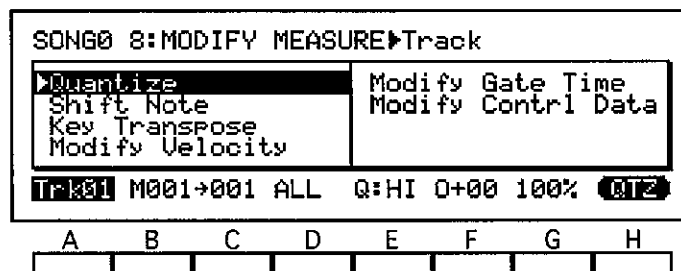 SONG0 8:MODIFY MEASURE▶Track
▶Quantize
Shift Note
Key Transpose
Modify Velocity
Modify Gate Time
Modify Contrl Data
Trk01 M001→001 ALL Q:HI O+00 100% QTZ
A B C D E F G H